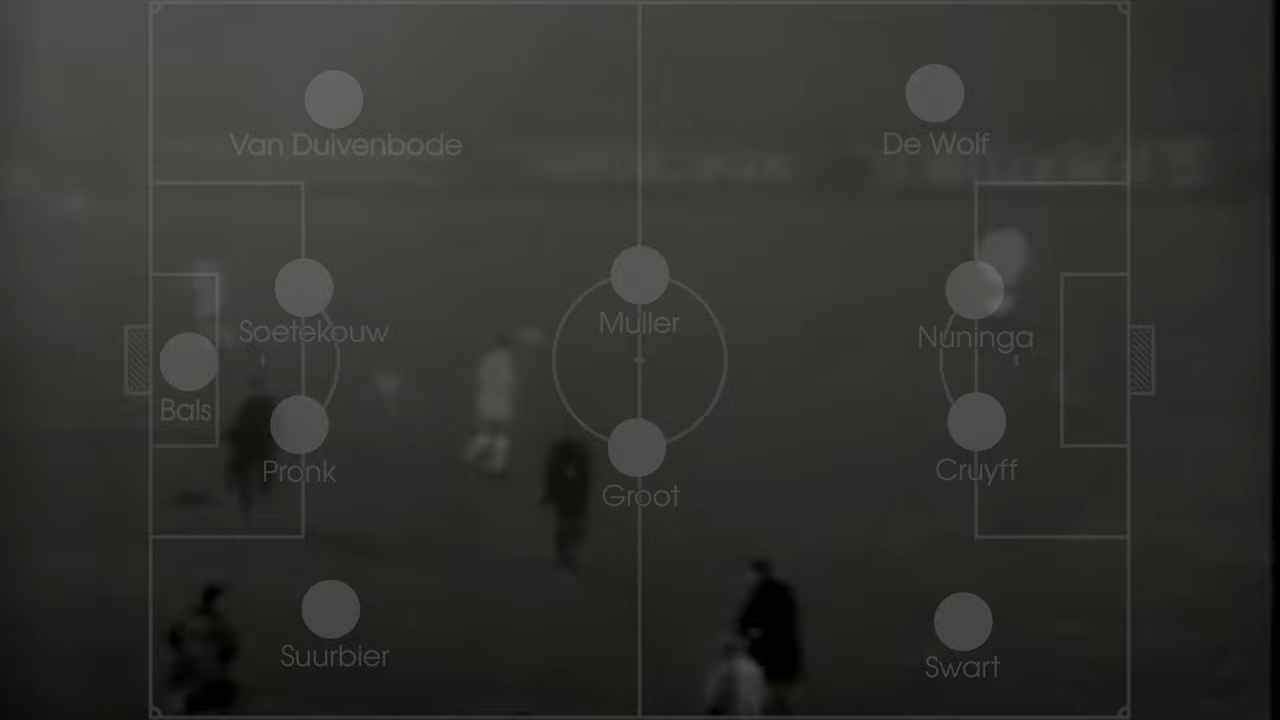 Van Duivenbode
De Wolf
Soetekouw
Muller
Nuninga
Bals
Pronk
Groot
Cruyff
Suurbier
Swart